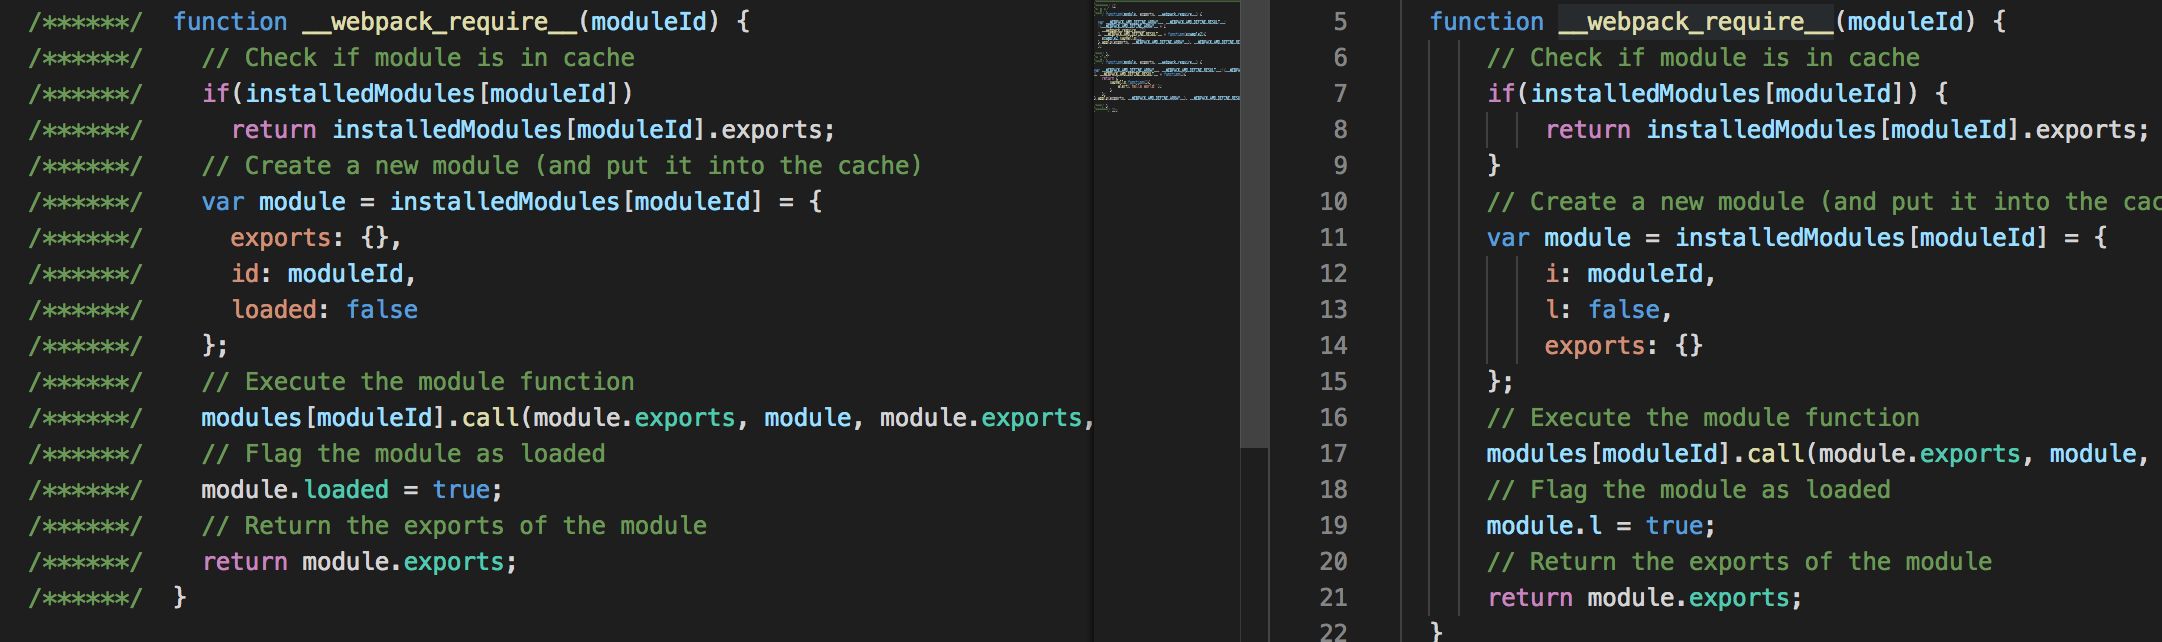 /******/  function __webpack_require__(moduleId) {
/******/    // Check if module is in cache
/******/    if(installedModules[moduleId])
/******/      return installedModules[moduleId].exports;
/******/    // Create a new module (and put it into the cache)
/******/    var module = installedModules[moduleId] = {
/******/      exports: {},
/******/      id: moduleId,
/******/      loaded: false
/******/    };
/******/    // Execute the module function
/******/    modules[moduleId].call(module.exports, module, module.exports,
/******/    // Flag the module as loaded
/******/    module.loaded = true;
/******/    // Return the exports of the module
/******/    return module.exports;
/******/  }
5 function __webpack_require__(moduleId) {
6     // Check if module is in cache
7     if(installedModules[moduleId]) {
8         return installedModules[moduleId].exports;
9     }
10     // Create a new module (and put it into the cac
11     var module = installedModules[moduleId] = {
12         i: moduleId,
13         l: false,
14         exports: {}
15     };
16     // Execute the module function
17     modules[moduleId].call(module.exports, module,
18     // Flag the module as loaded
19     module.l = true;
20     // Return the exports of the module
21     return module.exports;
22 }